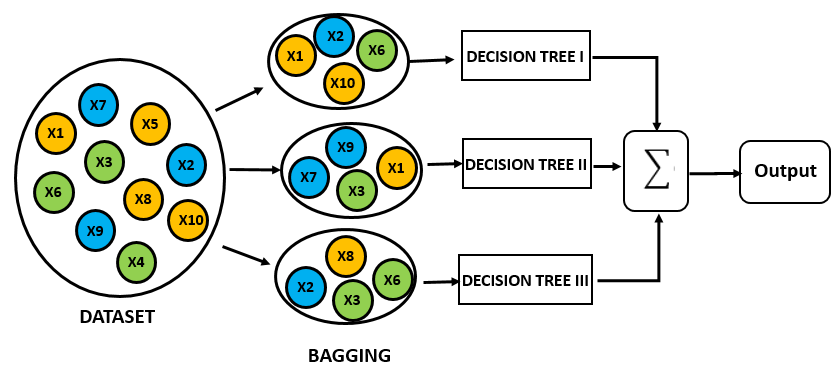 X7
X1
X5
X3
X2
X6
X8
X10
X9
X4
DATASET
X2
X1
X6
X10
X9
X1
X7
X3
X8
X6
X2
X3
BAGGING
DECISION TREE I
DECISION TREE II
DECISION TREE III
∑
Output